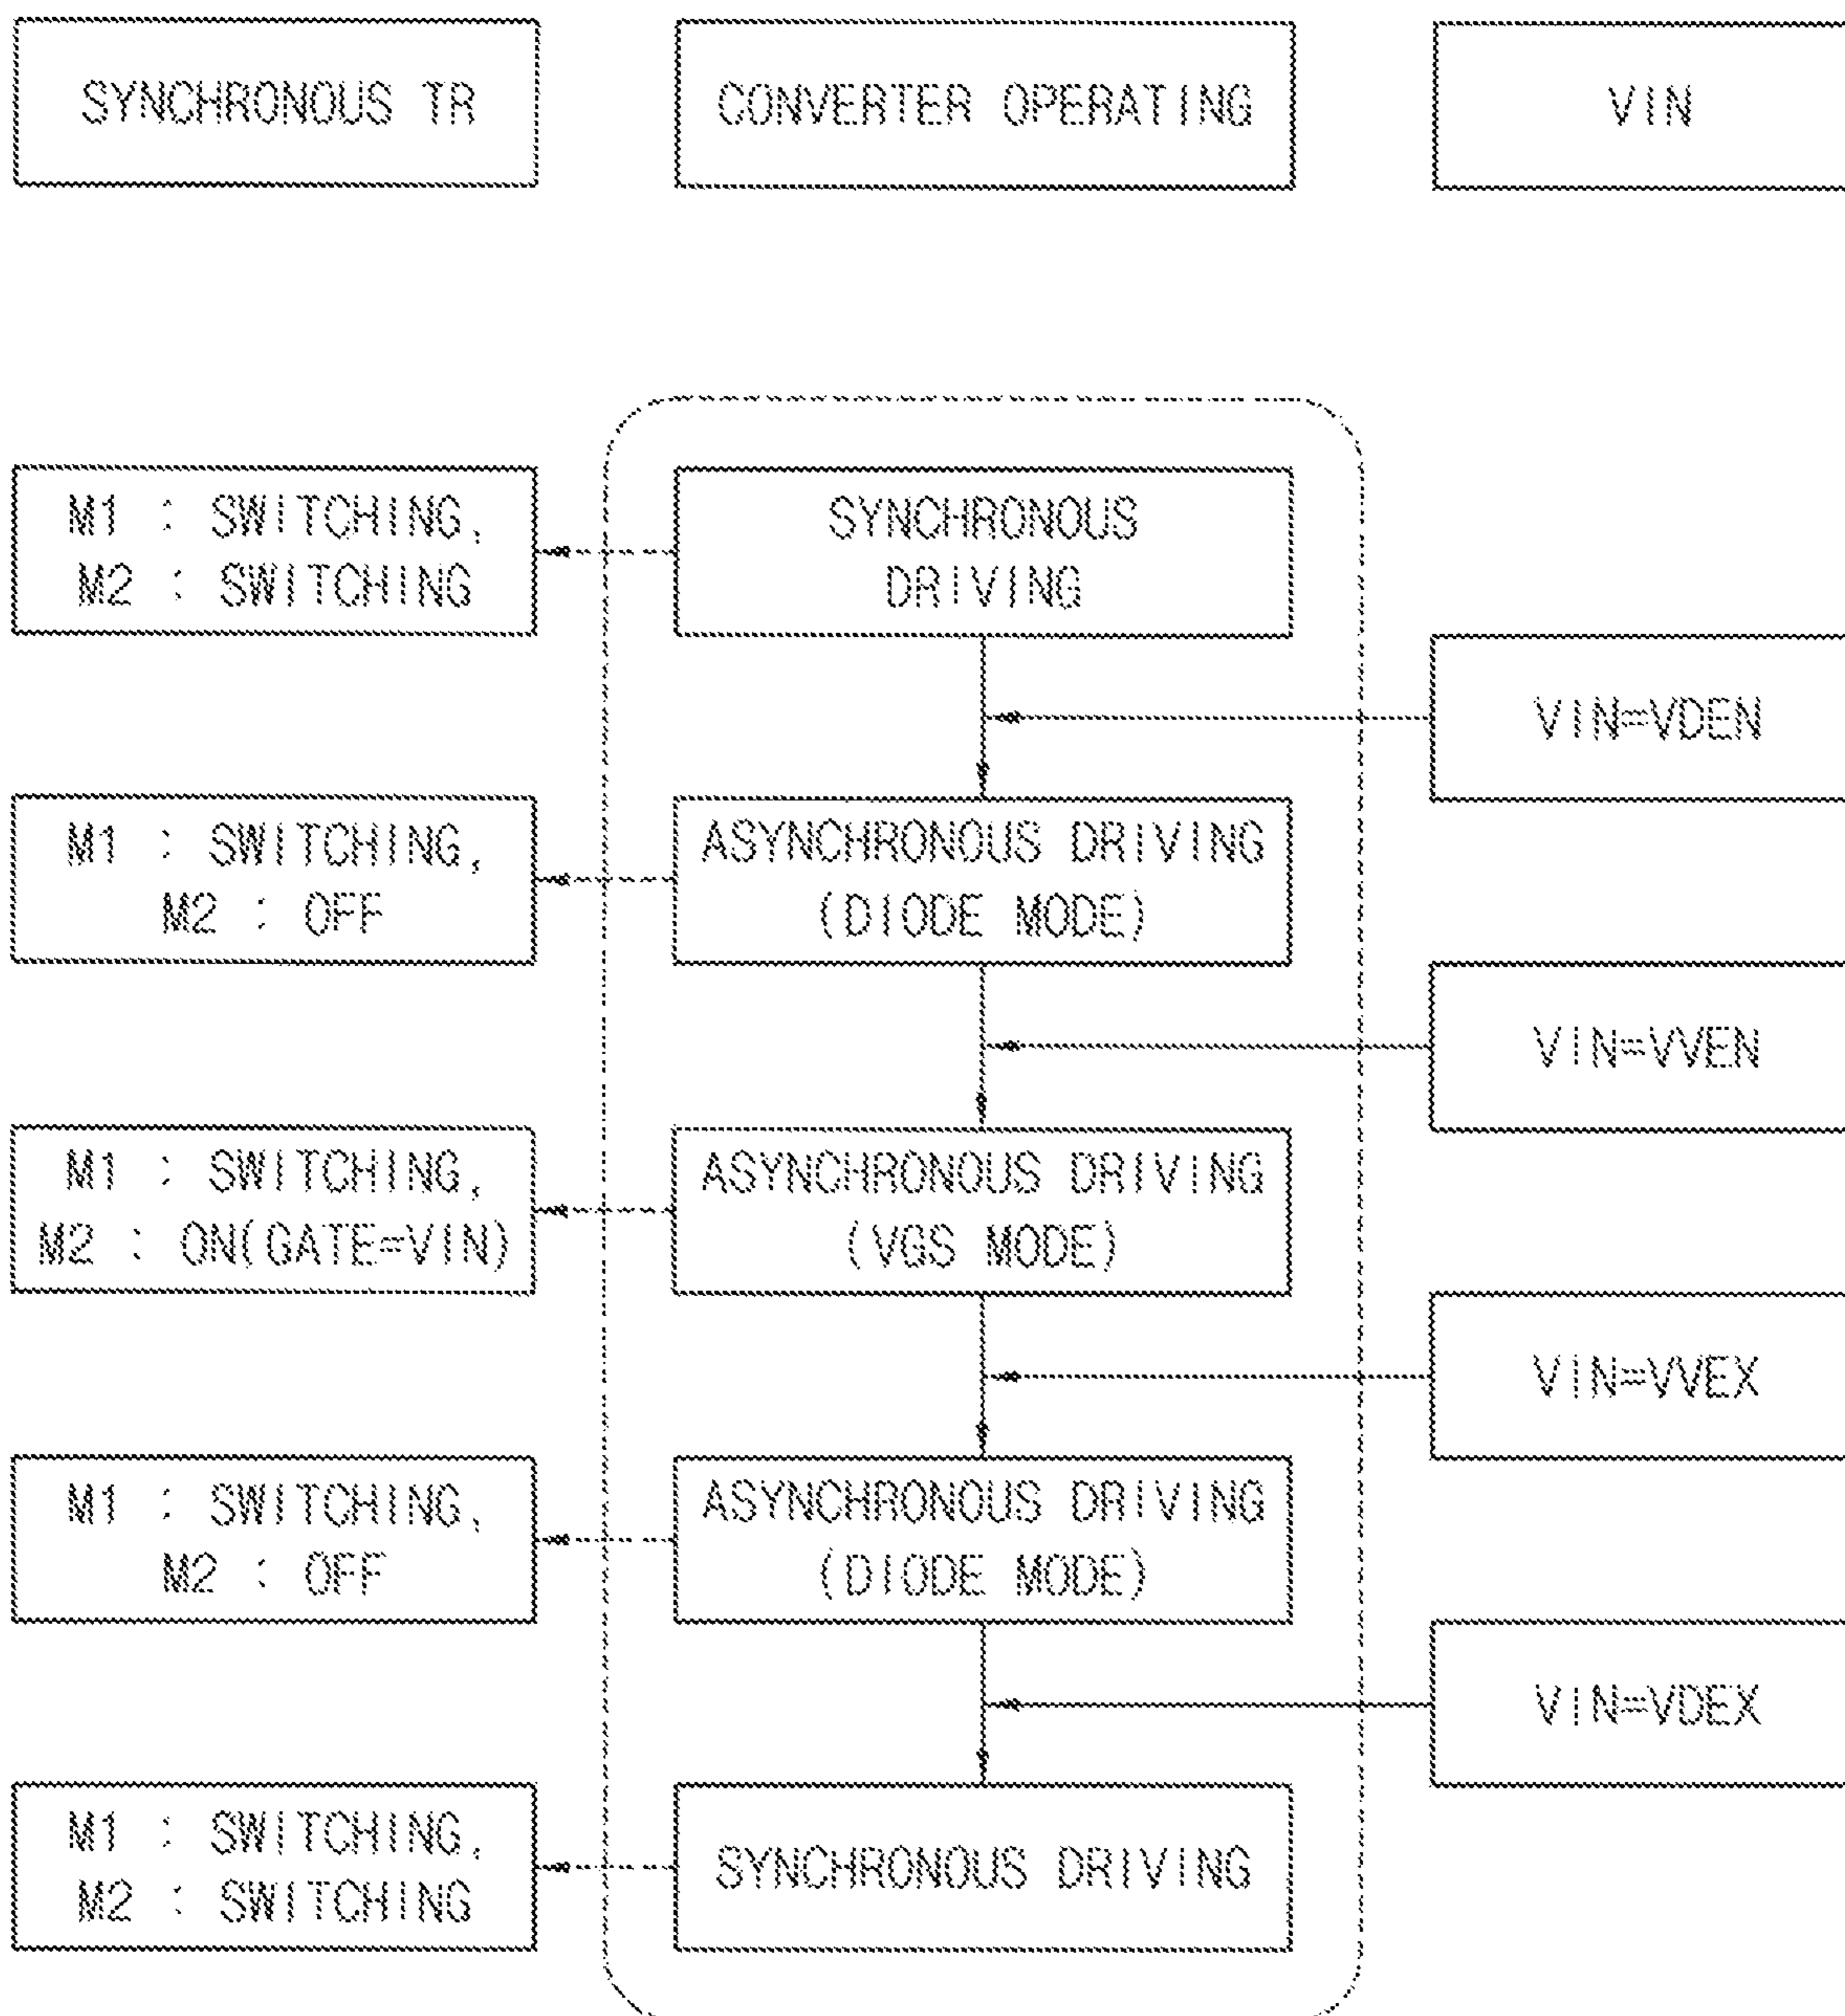 SYNCHRONOUS TR
CONVERTER OPERATING
VIN
M1 : SWITCHING,
M2 : SWITCHING
SYNCHRONOUS
DRIVING
VIN=VDEN
M1 : SWITCHING,
M2 : OFF
ASYNCHRONOUS DRIVING
(DIODE MODE)
VIN=VVEN
M1 : SWITCHING,
M2 : ON(GATE=VIN)
ASYNCHRONOUS DRIVING
(VGS MODE)
VIN=VVEX
M1 : SWITCHING,
M2 : OFF
ASYNCHRONOUS DRIVING
(DIODE MODE)
VIN=VDEX
M1 : SWITCHING,
M2 : SWITCHING
SYNCHRONOUS DRIVING